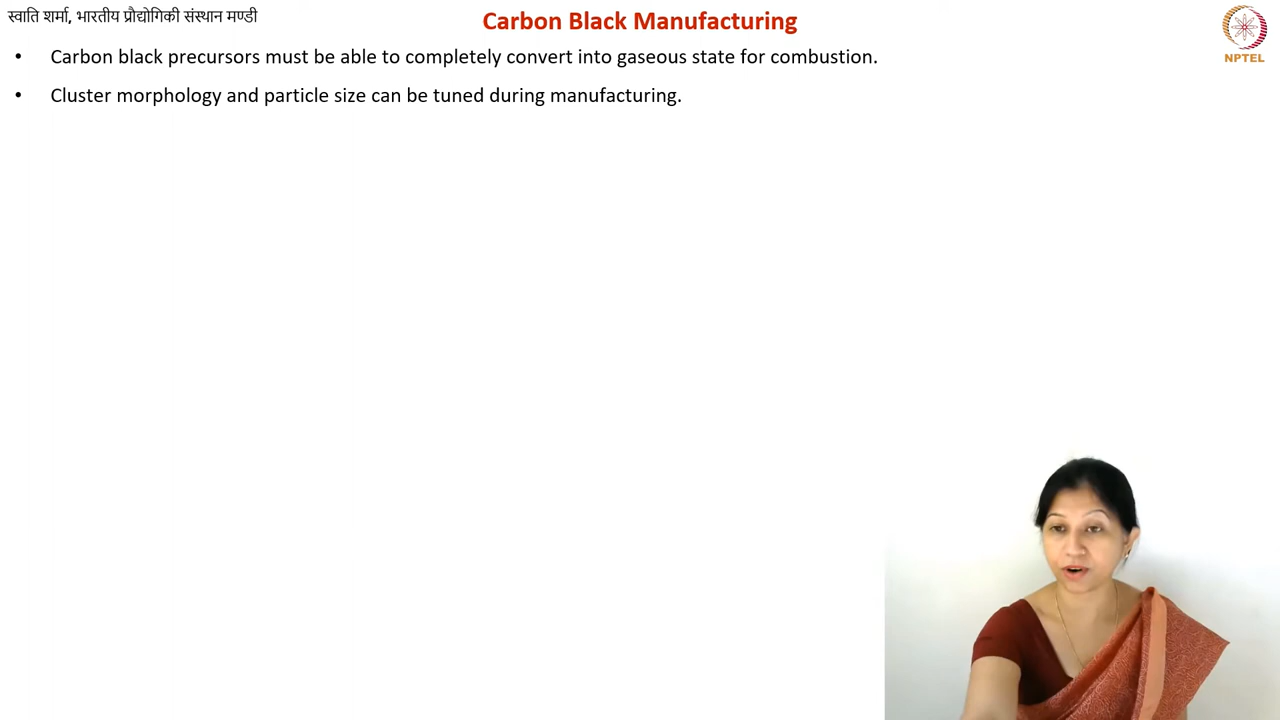 स्वाति शर्मा, भारतीय प्रौद्योगिकी संस्थान मण्डी
Carbon Black Manufacturing
NPTEL
• Carbon black precursors must be able to completely convert into gaseous state for combustion.
• Cluster morphology and particle size can be tuned during manufacturing.